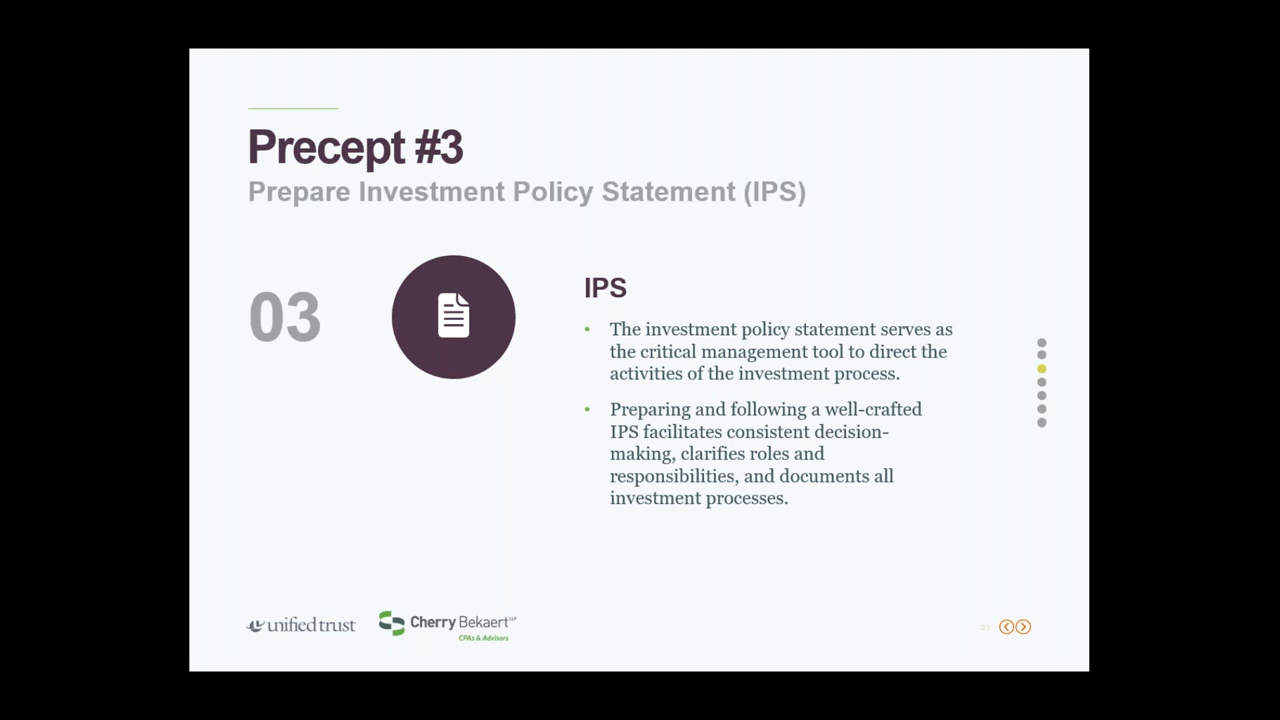 Precept #3
Prepare Investment Policy Statement (IPS)
03
IPS
• The investment policy statement serves as
the critical management tool to direct the
activities of the investment process.
• Preparing and following a well-crafted
IPS facilitates consistent decision-
making, clarifies roles and
responsibilities, and documents all
investment processes.
unified trust
Cherry Bekaert LLP
CPAs & Advisors